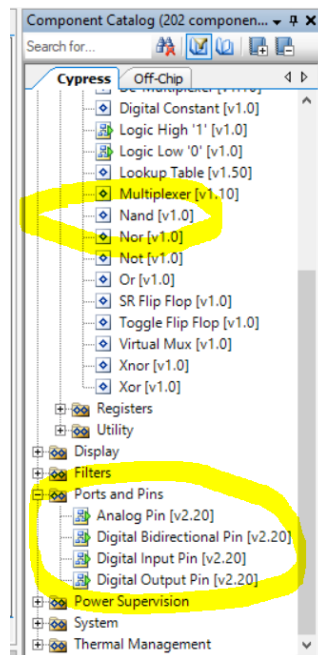 Component Catalog (202 componen...
Search for...
Cypress
Off-Chip
Digital Constant [v1.0]
Logic High '1' [v1.0]
Logic Low '0' [v1.0]
Lookup Table [v1.50]
Multiplexer [v1.10]
Nand [v1.0]
Nor [v1.0]
Not [v1.0]
Or [v1.0]
SR Flip Flop [v1.0]
Toggle Flip Flop [v1.0]
Virtual Mux [v1.0]
Xnor [v1.0]
Xor [v1.0]
Registers
Utility
Display
Filters
Ports and Pins
Analog Pin [v2.20]
Digital Bidirectional Pin [v2.20]
Digital Input Pin [v2.20]
Digital Output Pin [v2.20]
Power Supervision
System
Thermal Management